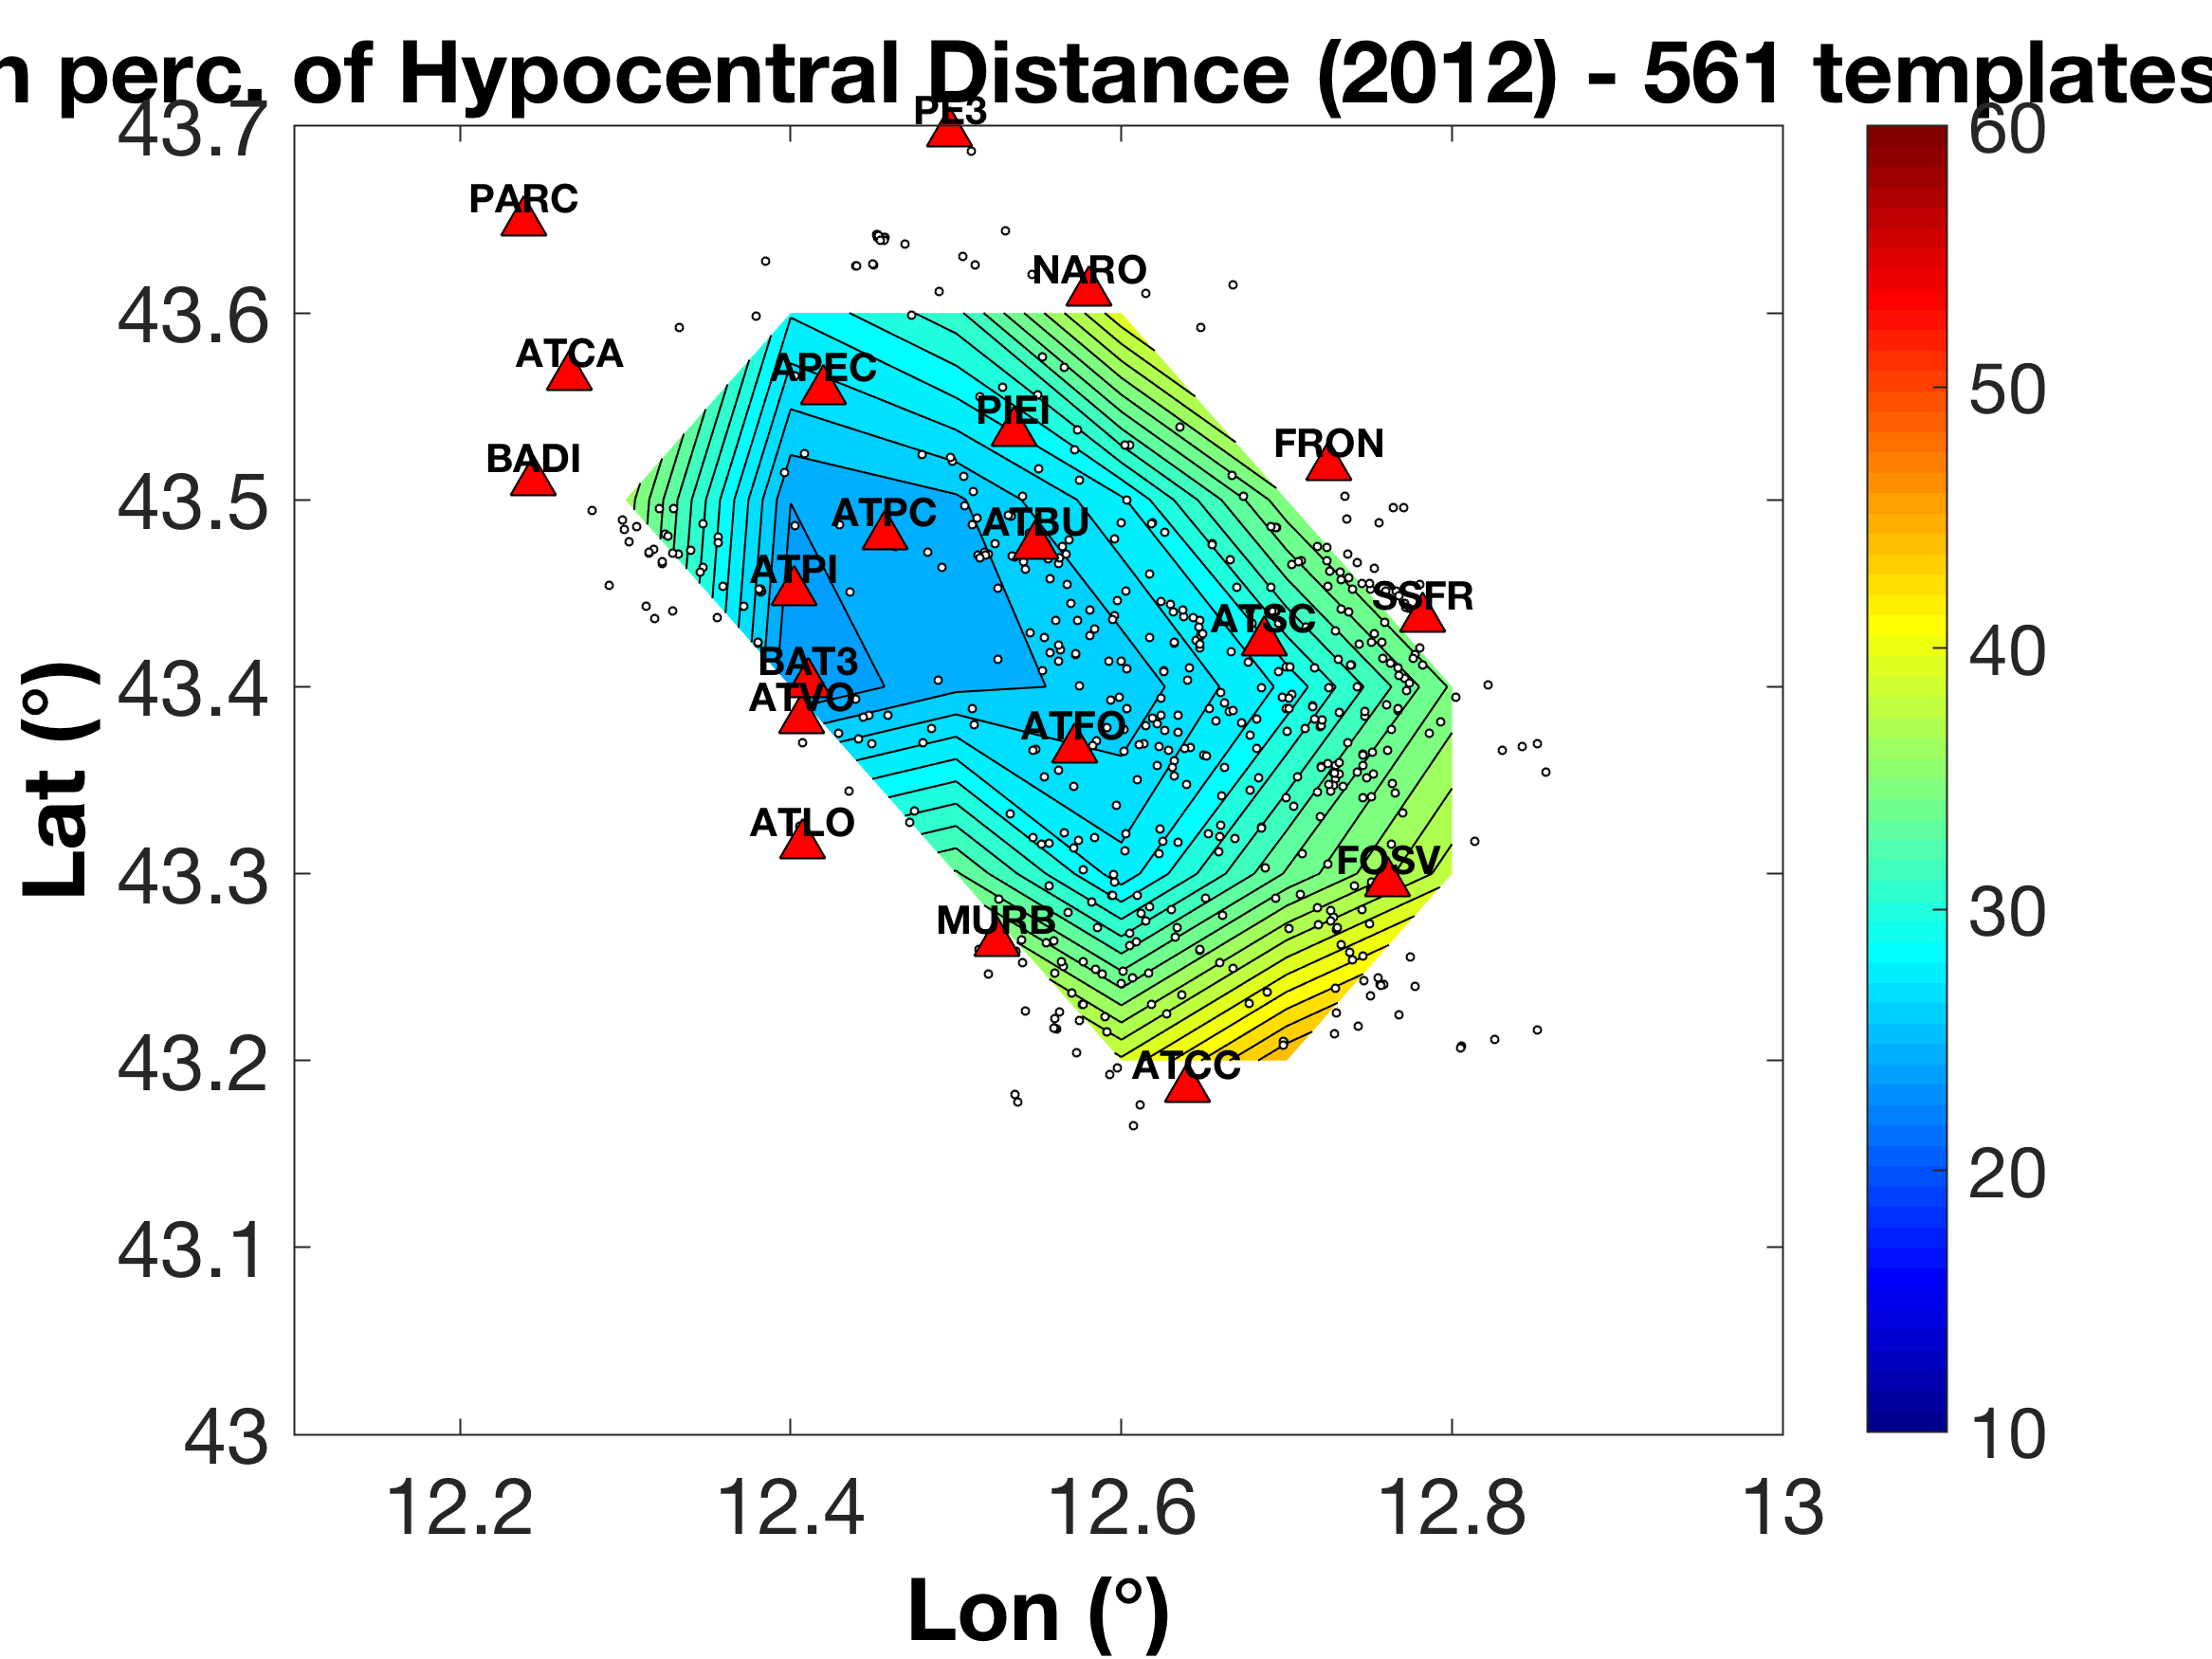 n perc. of Hypocentral Distance (2012) - 561 templates
PE3
PARC
NARO
ATCA
APEC
PIEI
FRON
BADI
ATPC
ATBU
ATPI
SSFR
ATSC
BAT3
ATVO
ATFO
ATLO
FOSV
MURB
ATCC
43.7
43.6
43.5
43.4
43.3
43.2
43.1
43
Lat (°)
12.2 12.4 12.6 12.8 13
Lon (°)
60
50
40
30
20
10